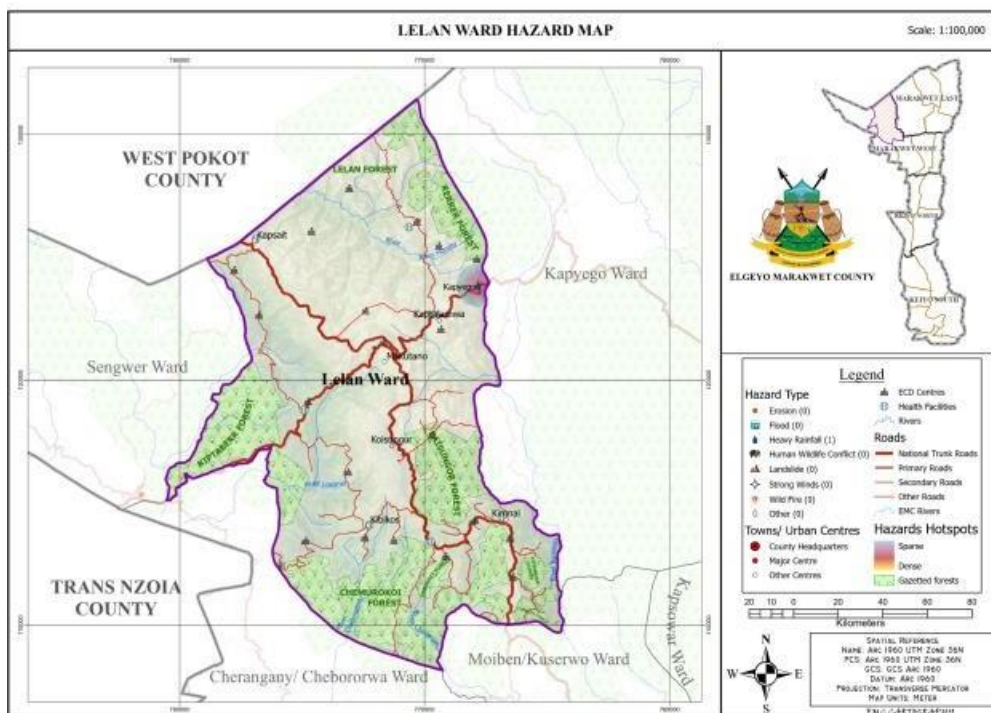 LELAN WARD HAZARD MAP
Scale: 1:100,000
760000
770000
780000
WEST POKOT
COUNTY
LELAN FOREST
KERRER FOREST
Kapsait
Kapyego Ward
Sengwer Ward
Makutano
Lelan Ward
KIPTABERR FOREST
Koisungur
Kimnai
Kibikos
CHEMUROKOI
FOREST
TRANS NZOIA
COUNTY
Kapsowar Ward
Moiben/Kuserwo Ward
Cherangany/ Chebororwa Ward
760000
770000
780000
MARAKWET EAST
MARAKWET WEST
KEIYO NORTH
KEIYO SOUTH
ELGEYO MARAKWET COUNTY
Legend
Hazard Type
Erosion (0)
Flood (0)
Heavy Rainfall (1)
Human Wildlife Conflict (0)
Landslide (0)
Strong Winds (0)
Wild Fire (0)
Other (0)
Towns/ Urban Centres
County Headquarters
Major Centre
Other Centres
ECD Centres
Health Facilities
Rivers
Roads
National Trunk Roads
Primary Roads
Secondary Roads
Other Roads
EMC Rivers
Hazards Hotspots
Sparse
Dense
Gazetted forests
20 10 0 20 40 60 80
Kilometers
N
W E
S
SPATIAL REFERENCE
NAME: ARC 1960 UTM ZONE 36N
PCS: ARC 1960 UTM ZONE 36N
GCS: GCS ARC 1960
DATUM: ARC 1960
PROJECTION: TRANSVERSE MERCATOR
MAP UNITS: METER